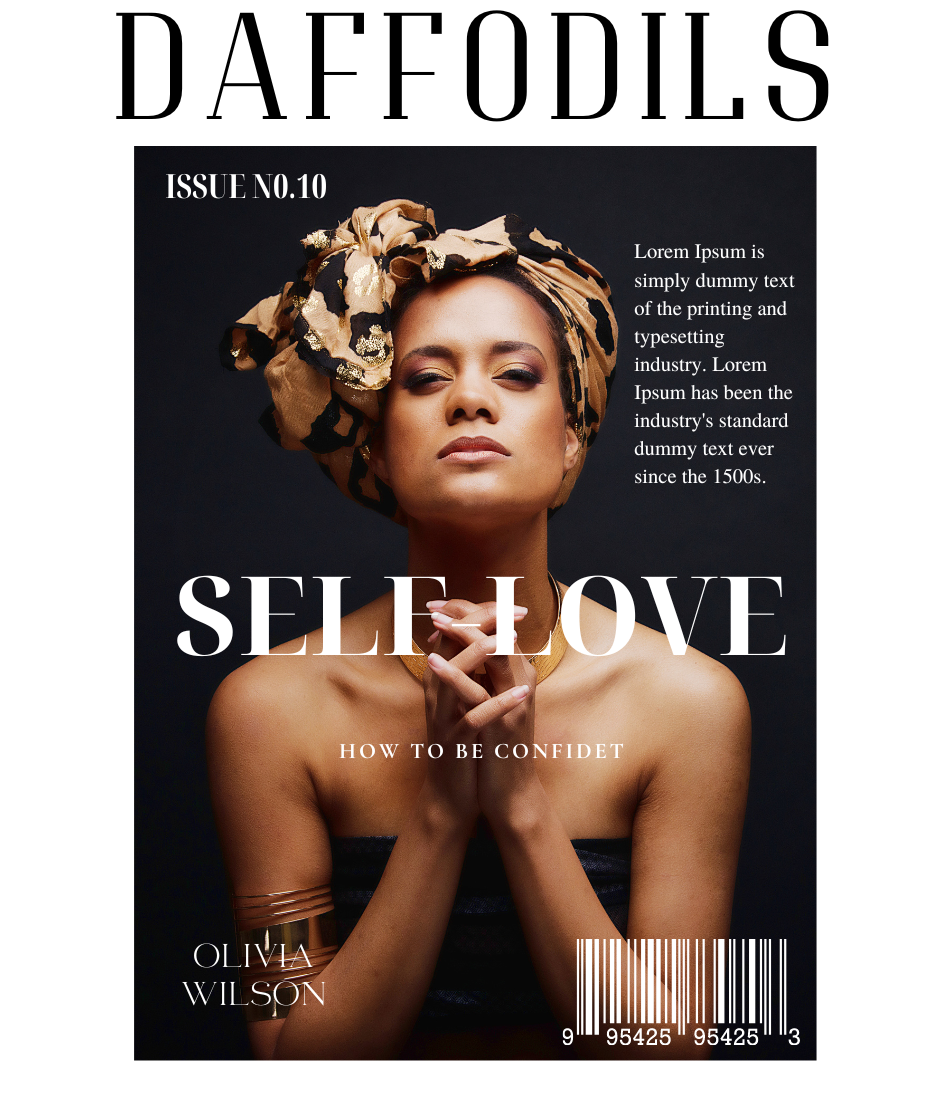 DAFFODILS
ISSUE N0.10
Lorem Ipsum is
simply dummy text
of the printing and
typesetting
industry. Lorem
Ipsum has been the
industry's standard
dummy text ever
since the 1500s.
SELF-LOVE
HOW TO BE CONFIDET
OLIVIA
WILSON
9 95425 95425 3